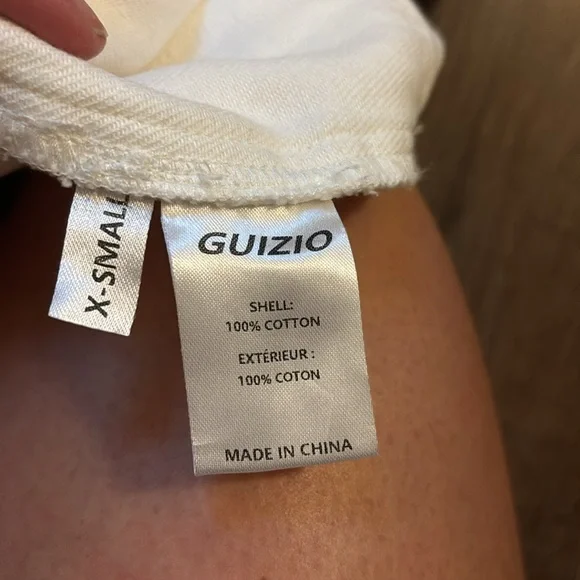 X-SMALL
GUIZIO
SHELL:
100% COTTON
EXTÉRIEUR :
100% COTON
MADE IN CHINA